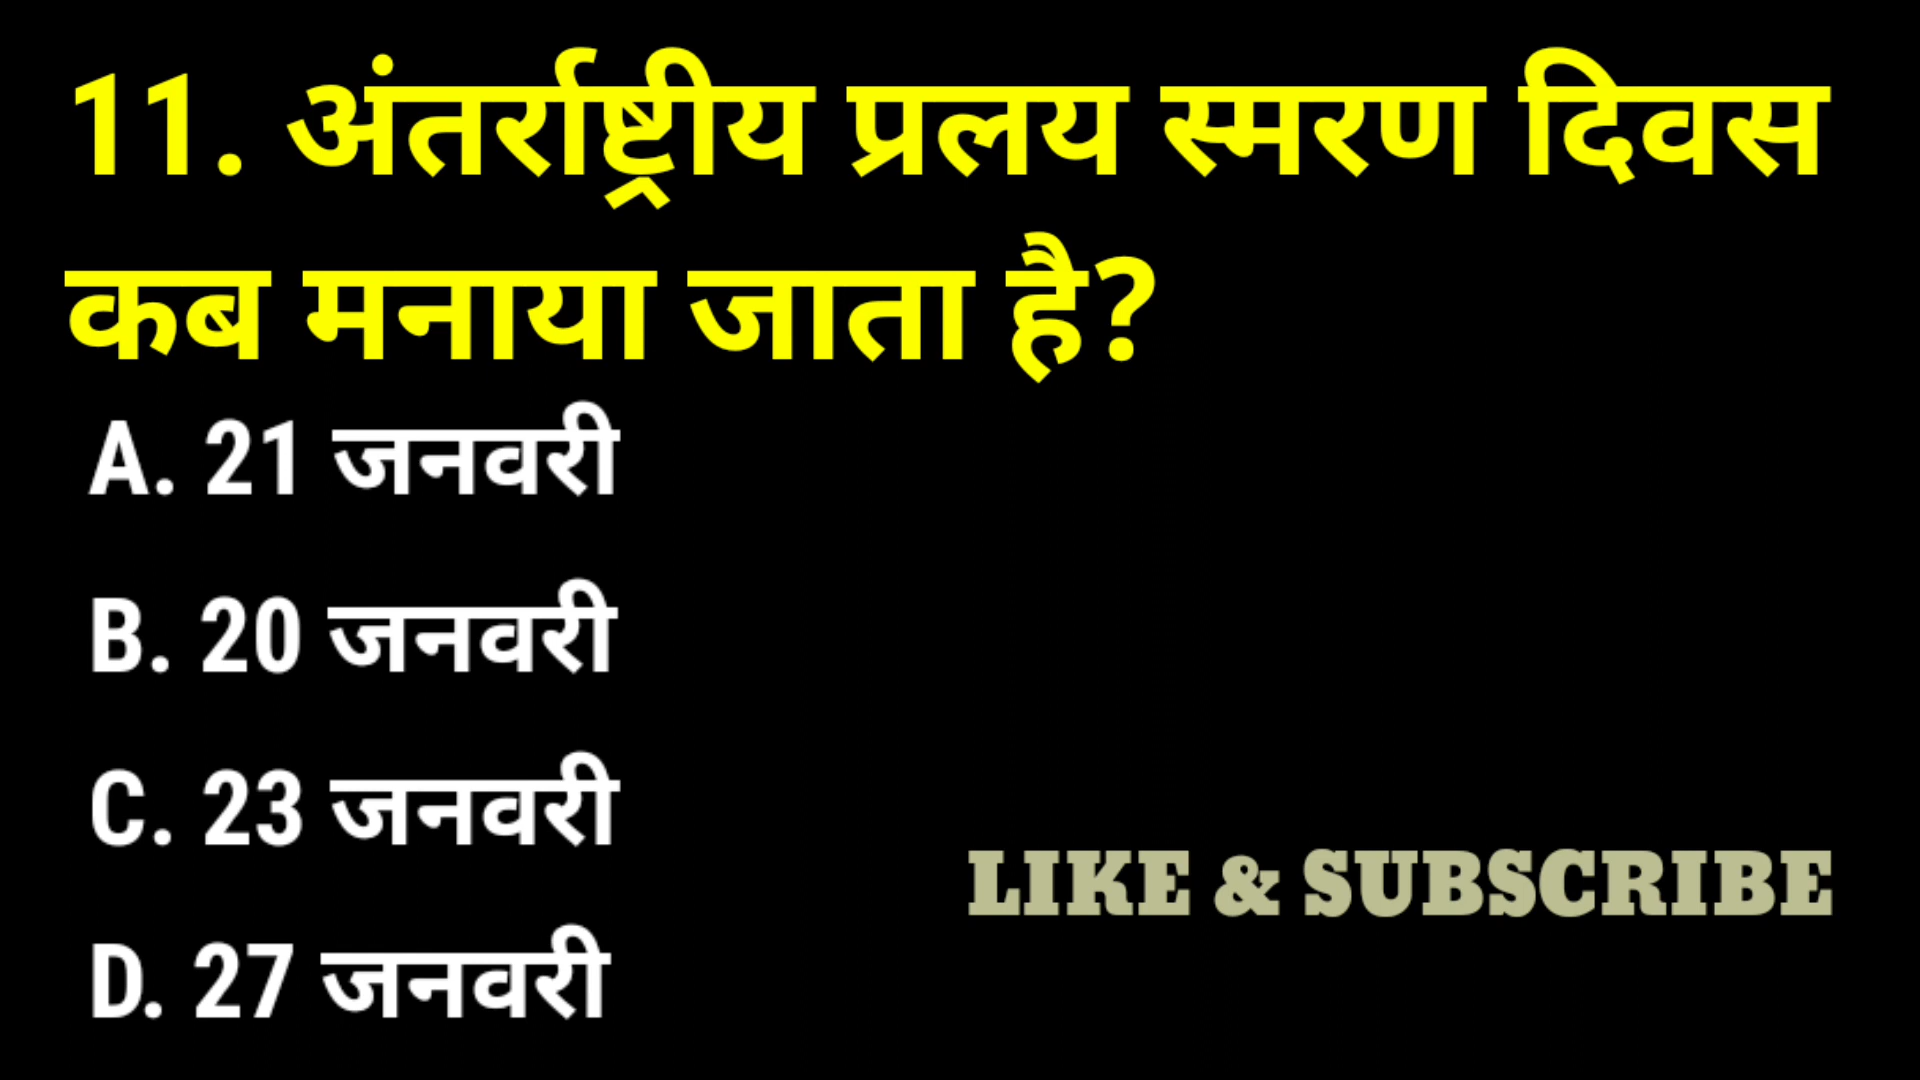 11. अंतर्राष्ट्रीय प्रलय स्मरण दिवस
कब मनाया जाता है?
A. 21 जनवरी
B. 20 जनवरी
C. 23 जनवरी
LIKE & SUBSCRIBE
D. 27 जनवरी